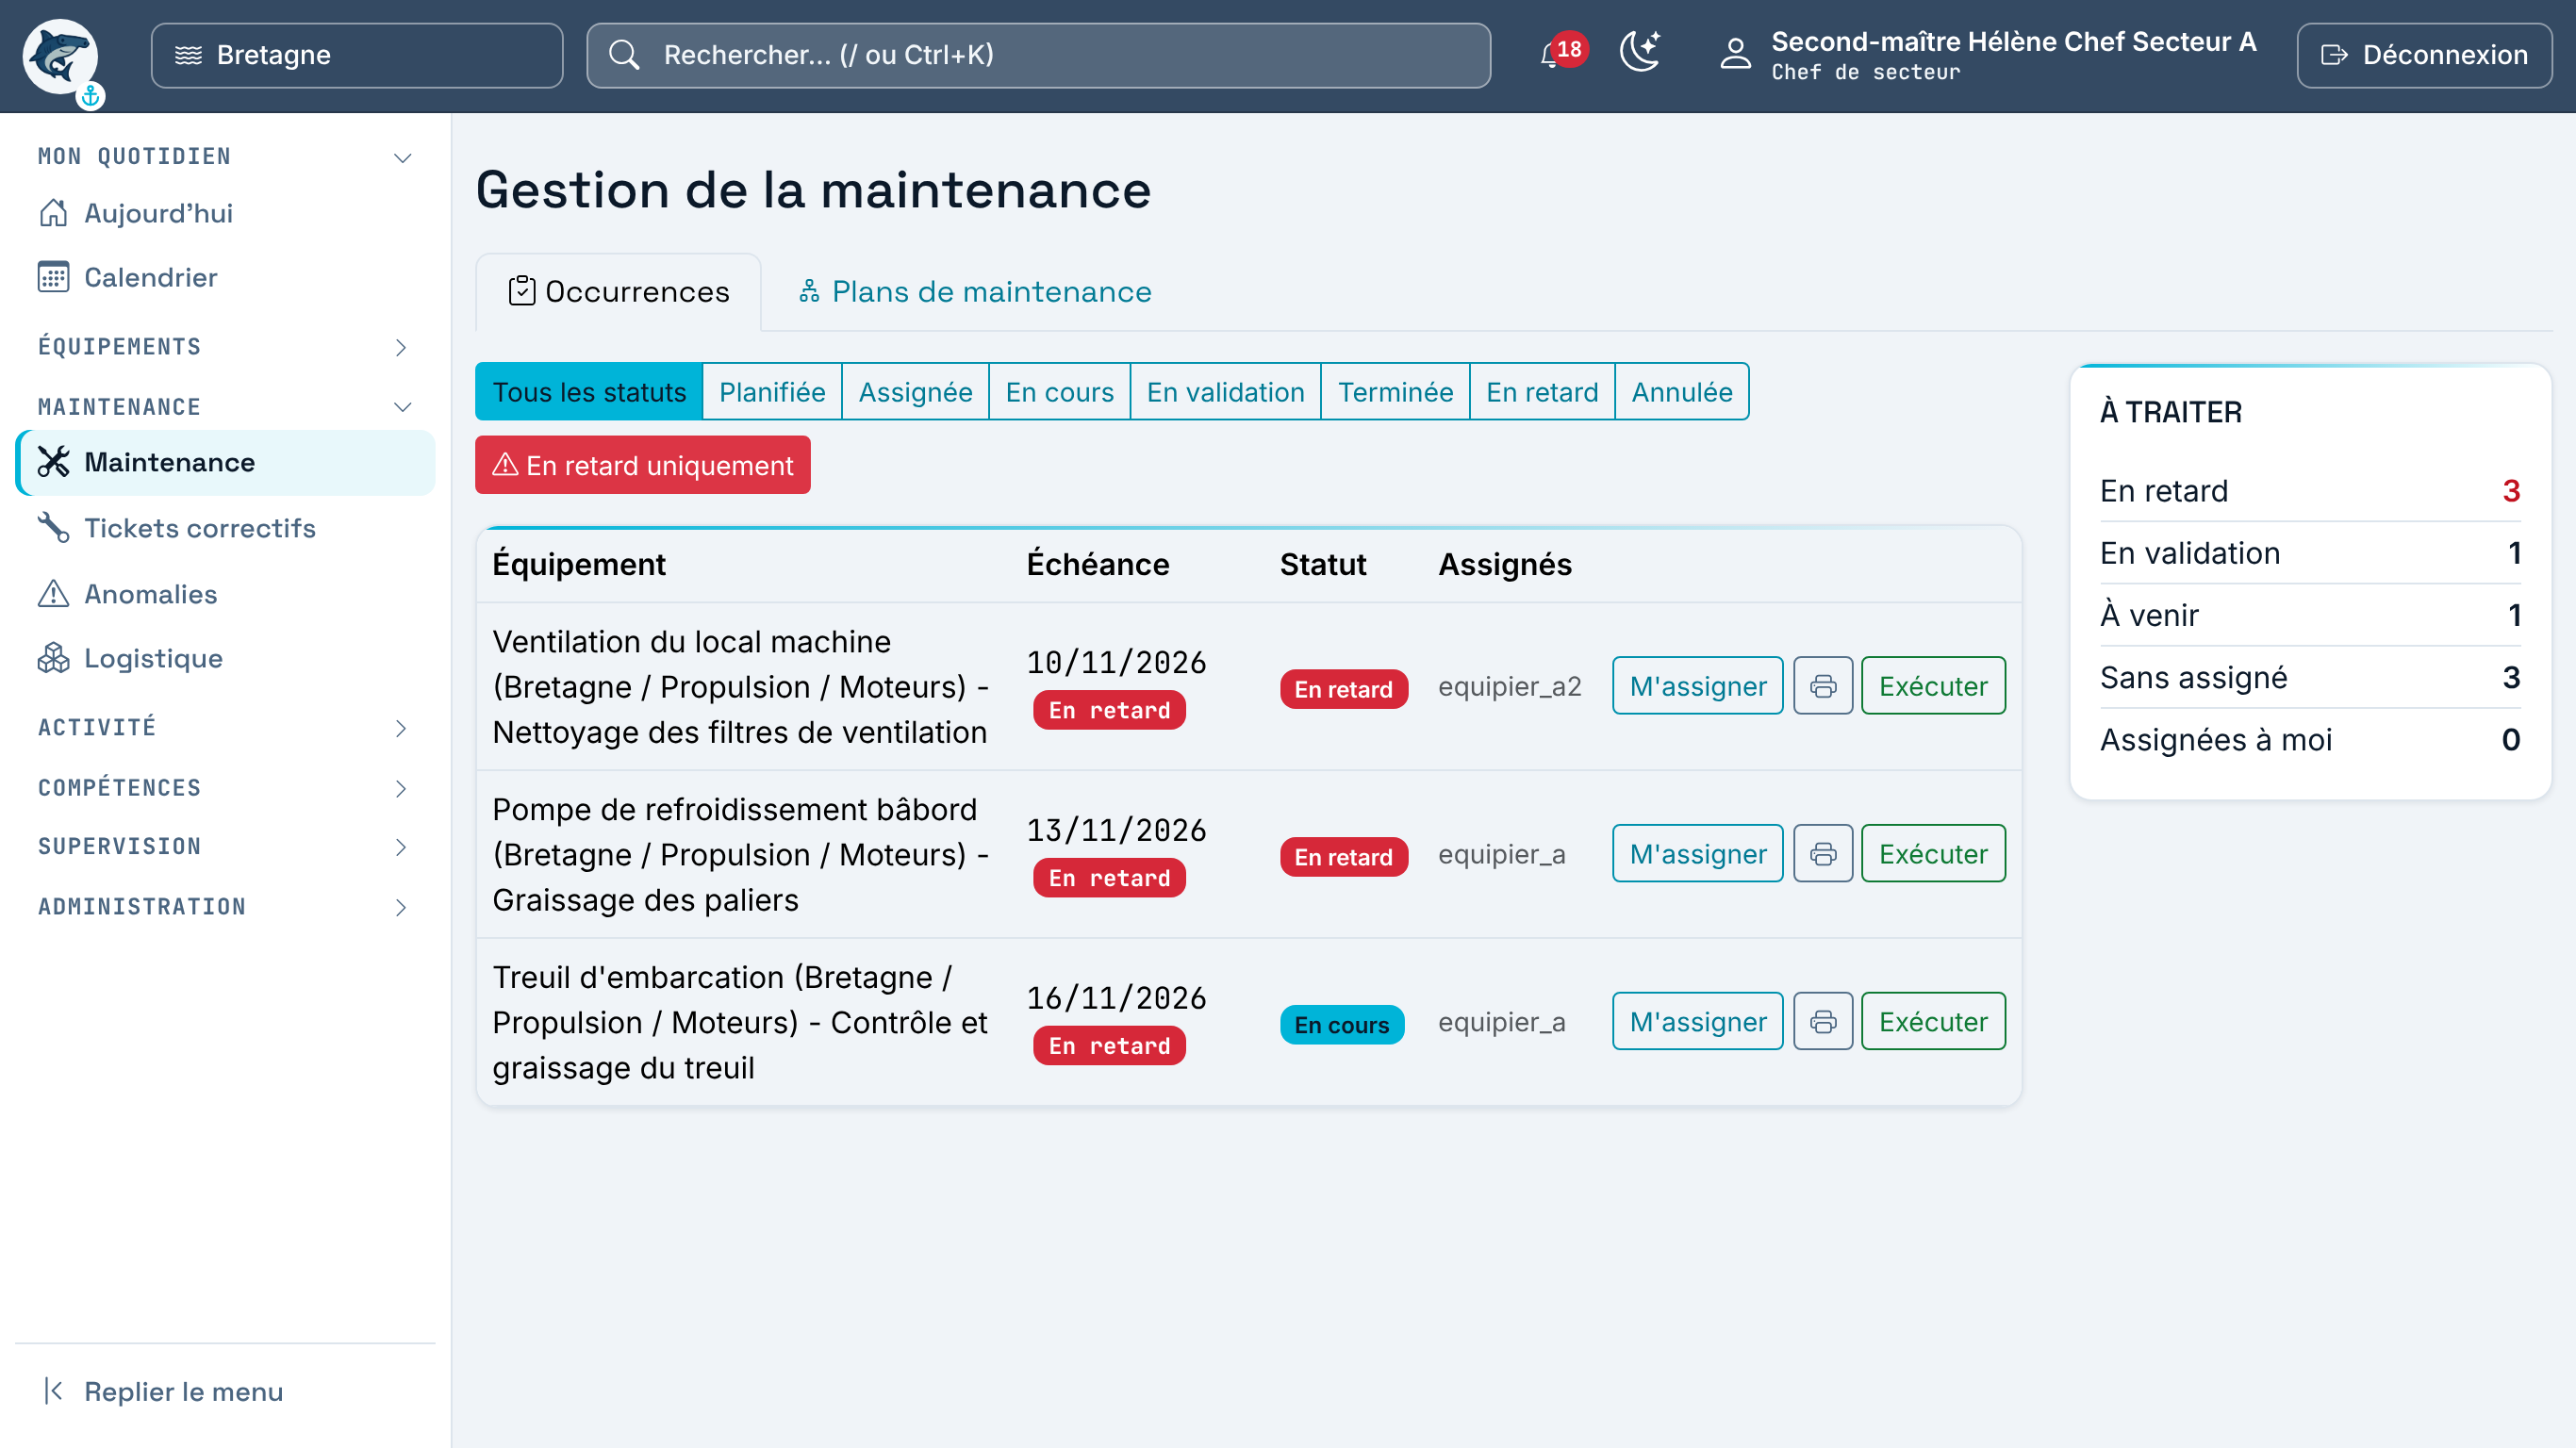 Bretagne
Rechercher... (/ ou Ctrl+K)
18
Second-maître Hélène Chef Secteur A
Chef de secteur
Déconnexion
MON QUOTIDIEN
Aujourd'hui
Calendrier
ÉQUIPEMENTS
MAINTENANCE
Maintenance
Tickets correctifs
Anomalies
Logistique
ACTIVITÉ
COMPÉTENCES
SUPERVISION
ADMINISTRATION
Replier le menu
Gestion de la maintenance
Occurrences
Plans de maintenance
Tous les statuts Planifiée Assignée En cours En validation Terminée En retard Annulée
En retard uniquement
Équipement Échéance Statut Assignés
Ventilation du local machine
(Bretagne / Propulsion / Moteurs) -
Nettoyage des filtres de ventilation
10/11/2026
En retard
En retard
equipier_a2
M'assigner
Exécuter
Pompe de refroidissement bâbord
(Bretagne / Propulsion / Moteurs) -
Graissage des paliers
13/11/2026
En retard
En retard
equipier_a
M'assigner
Exécuter
Treuil d'embarcation (Bretagne /
Propulsion / Moteurs) - Contrôle et
graissage du treuil
16/11/2026
En retard
En cours
equipier_a
M'assigner
Exécuter
À TRAITER
En retard 3
En validation 1
À venir 1
Sans assigné 3
Assignées à moi 0